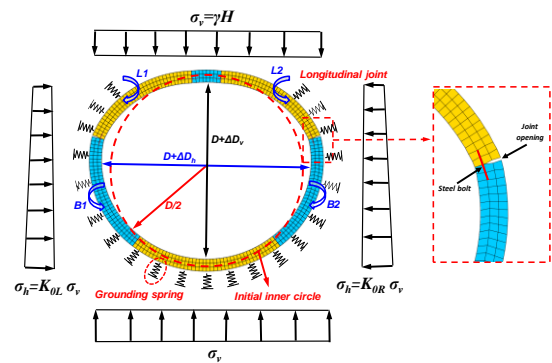 σᵥ=γH
L1
L2
Longitudinal joint
D+ΔDᵥ
D+ΔDₕ
D/2
B1
B2
σₕ=K₀L σᵥ
σₕ=K₀R σᵥ
Grounding spring
Initial inner circle
σᵥ
Joint
opening
Steel bolt